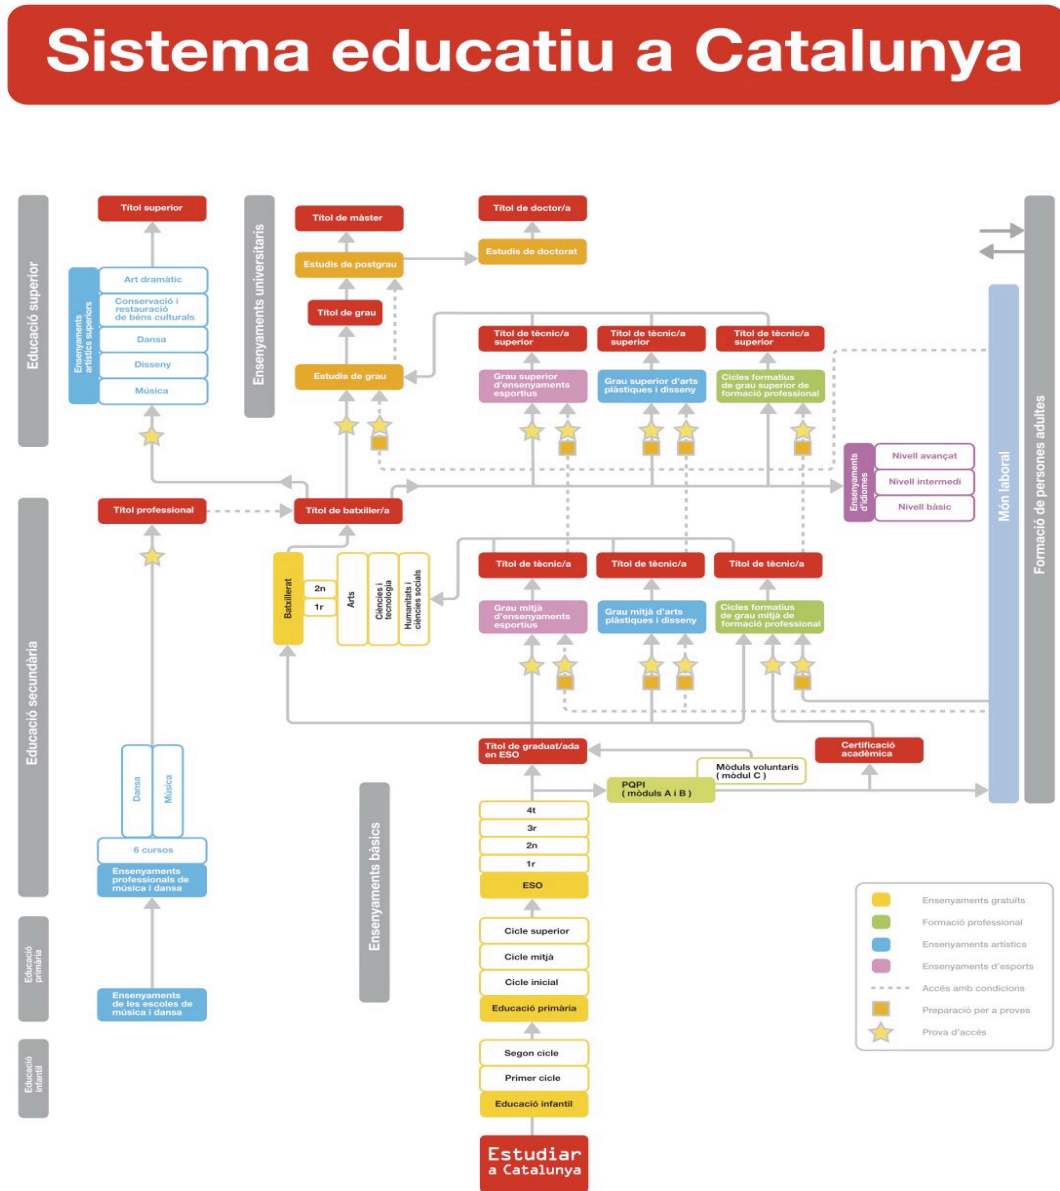 Sistema educatiu a Catalunya
Educació superior
Títol superior
Ensenyaments
artístics superiors
Art dramàtic
Conservació i
restauració
de béns culturals
Dansa
Disseny
Música
Ensenyaments universitaris
Títol de màster
Estudis de postgrau
Títol de grau
Estudis de grau
Títol de doctor/a
Estudis de doctorat
Títol de tècnic/a
superior
Títol de tècnic/a
superior
Títol de tècnic/a
superior
Grau superior
d'ensenyaments
esportius
Grau superior d'arts
plàstiques i disseny
Cicles formatius
de grau superior de
formació professional
Ensenyaments
d'idiomes
Nivell avançat
Nivell intermedi
Nivell bàsic
Món laboral
Formació de persones adultes
Educació secundària
Títol professional
Títol de batxiller/a
Batxillerat
2n
1r
Arts
Ciències i
tecnologia
Humanitats i
ciències socials
Títol de tècnic/a
Títol de tècnic/a
Títol de tècnic/a
Grau mitjà
d'ensenyaments
esportius
Grau mitjà d'arts
plàstiques i disseny
Cicles formatius
de grau mitjà de
formació professional
Dansa
Música
6 cursos
Ensenyaments
professionals de
música i dansa
Títol de graduat/ada
en ESO
Certificació
acadèmica
Mòduls voluntaris
( mòdul C )
PQPI
( mòduls A i B )
Ensenyaments bàsics
4t
3r
2n
1r
ESO
Educació
primària
Ensenyaments
de les escoles de
música i dansa
Cicle superior
Cicle mitjà
Cicle inicial
Educació primària
Educació
infantil
Segon cicle
Primer cicle
Educació infantil
Estudiar
a Catalunya
Ensenyaments gratuïts
Formació professional
Ensenyaments artístics
Ensenyaments d'esports
Accés amb condicions
Preparació per a proves
Prova d'accés